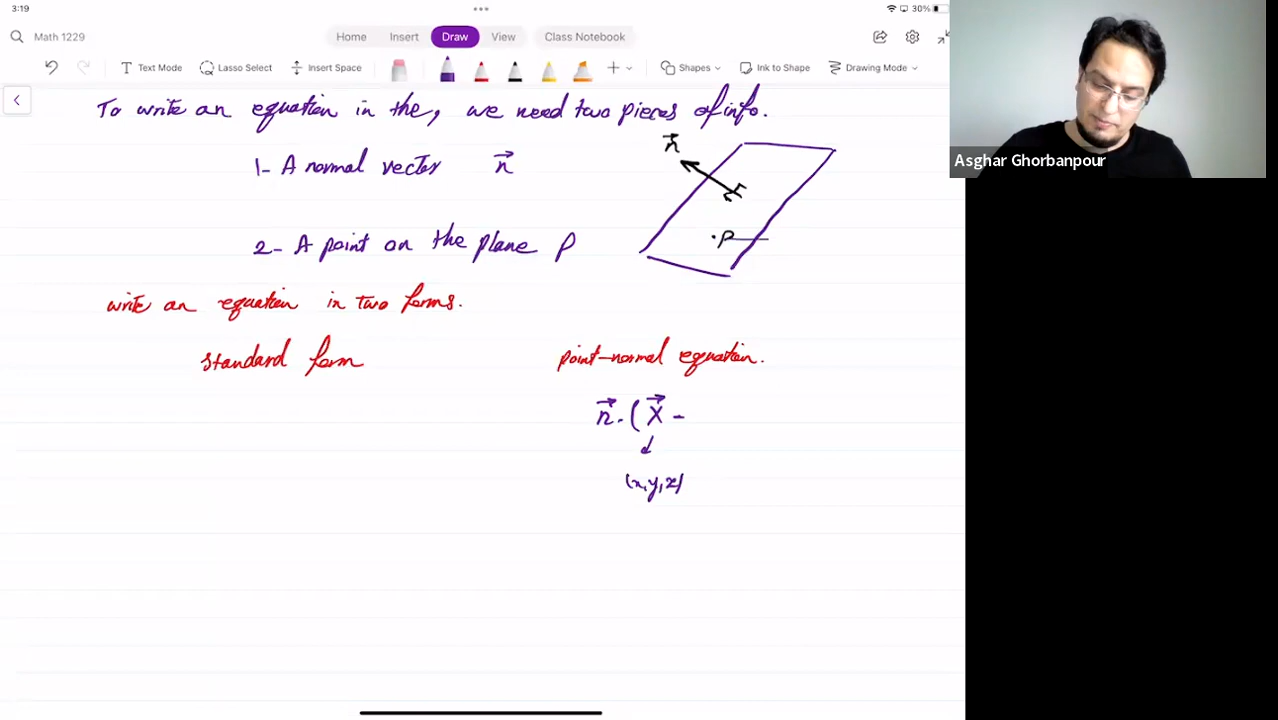 3:19
30%
Math 1229
Home Insert Draw View Class Notebook
Text Mode Lasso Select Insert Space Shapes Ink to Shape Drawing Mode
Asghar Ghorbanpour
To write an equation in the, we need two pieces of info.
1- A normal vector n⃗
n⃗
2- A point on the plane P
.P
write an equation in two forms.
standard form
point-normal equation.
n⃗ · ( X⃗ -
(x,y,z)